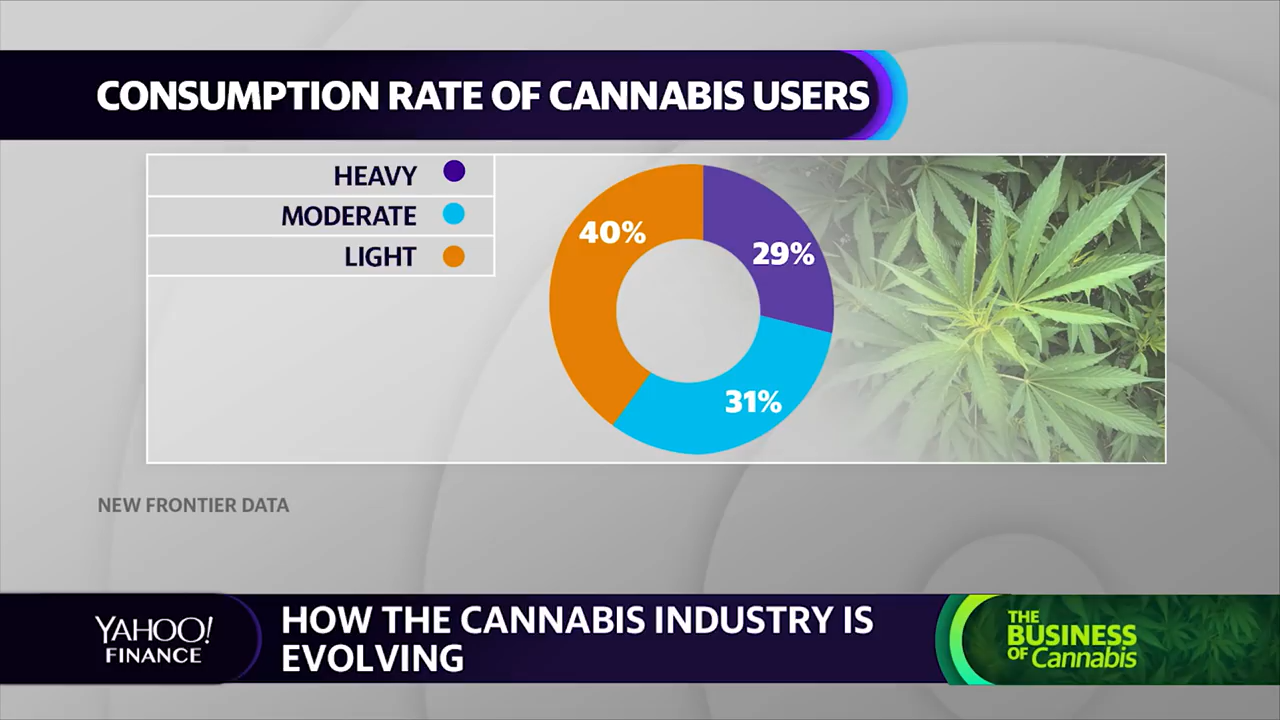 CONSUMPTION RATE OF CANNABIS USERS
HEAVY
MODERATE
LIGHT
40%
29%
31%
NEW FRONTIER DATA
YAHOO!
FINANCE
HOW THE CANNABIS INDUSTRY IS
EVOLVING
THE
BUSINESS
OF Cannabis